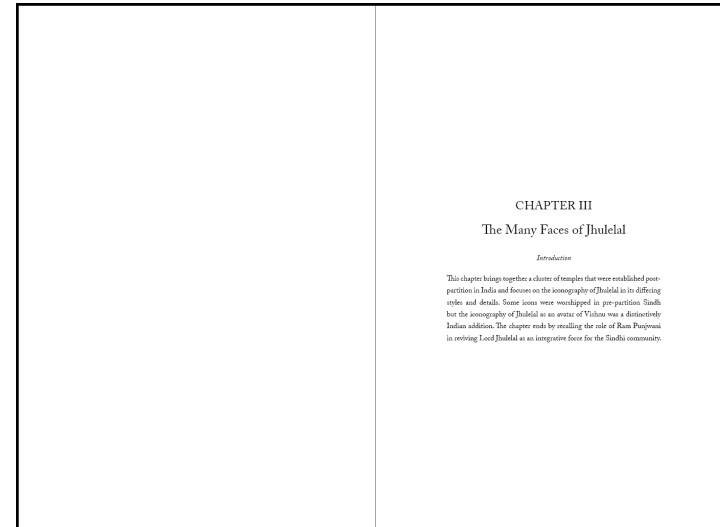 CHAPTER III
The Many Faces of Jhulelal
Introduction
This chapter brings together a cluster of temples that were established post-
partition in India and focuses on the iconography of Jhulelal in its differing
styles and details. Some icons were worshipped in pre-partition Sindh
but the iconography of Jhulelal as an avatar of Vishnu was a distinctively
Indian addition. The chapter ends by recalling the role of Ram Punjwani
in reviving Lord Jhulelal as an integrative force for the Sindhi community.